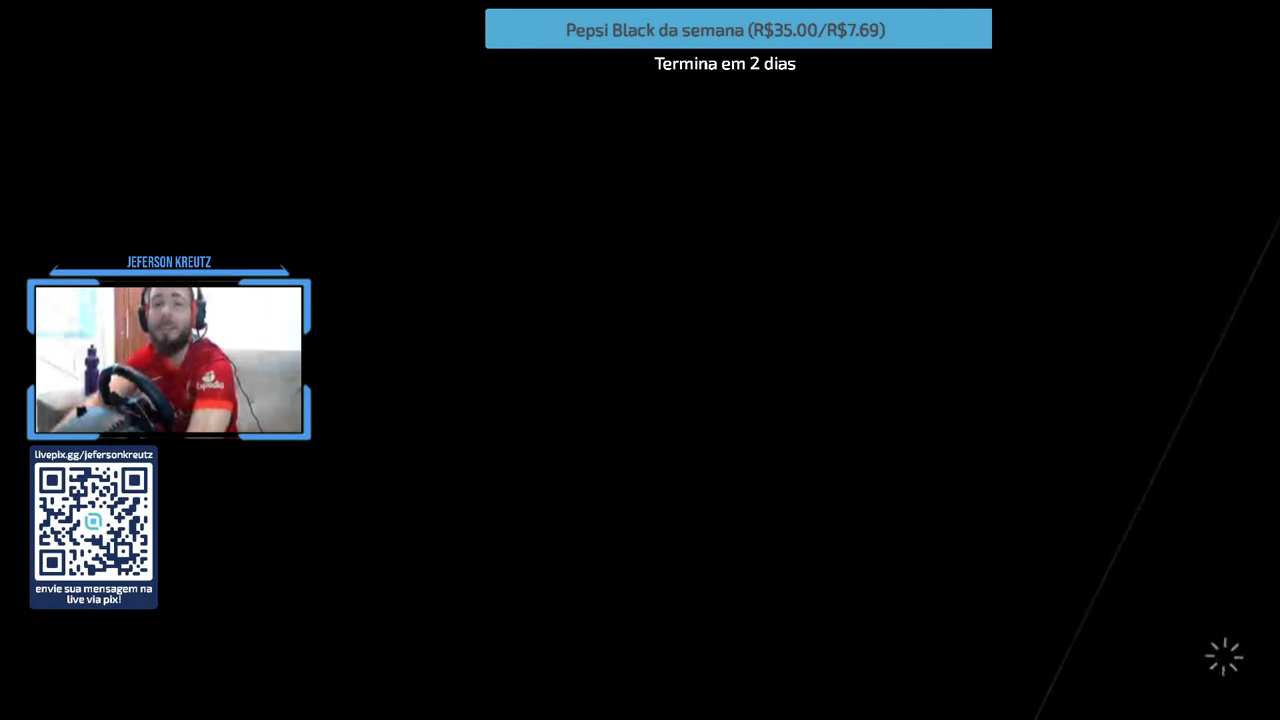 Pepsi Black da semana (R$35.00/R$7.69)
Termina em 2 dias
JEFERSON KREUTZ
Expedia
livepix.gg/jefersonkreutz
envie sua mensagem na
live via pix!